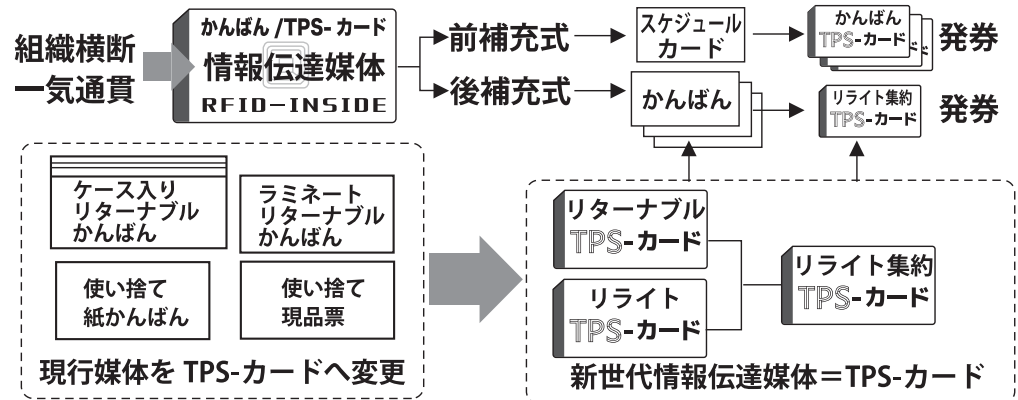 組織横断
一気通貫
かんばん/TPS-カード
情報伝達媒体
RFID-INSIDE
前補充式
スケジュール
カード
かんばん
TPS-カード
ド
ド
発券
後補充式
かんばん
リライト集約
TPS-カード
発券
ケース入り
リターナブル
かんばん
ラミネート
リターナブル
かんばん
使い捨て
紙かんばん
使い捨て
現品票
現行媒体をTPS-カードへ変更
リターナブル
TPS-カード
リライト
TPS-カード
リライト集約
TPS-カード
新世代情報伝達媒体=TPS-カード